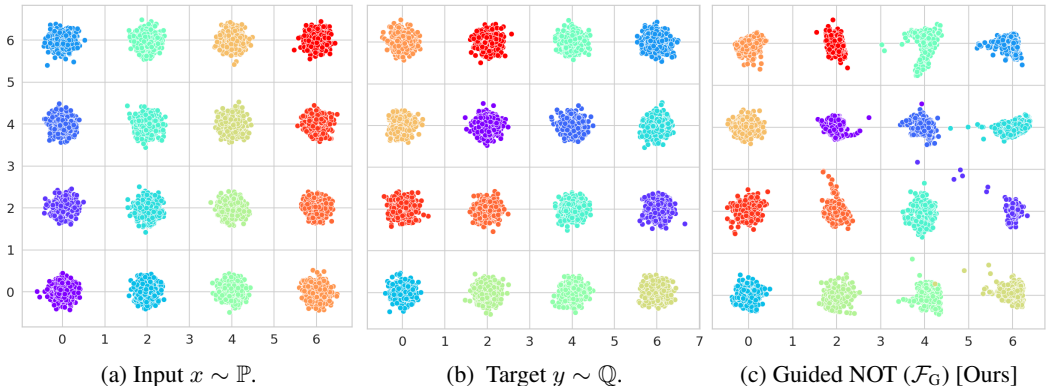 6
5
4
3
2
1
0
0 1 2 3 4 5 6
0 1 2 3 4 5 6 7
0 1 2 3 4 5 6
(a) Input x ∼ ℙ.
(b) Target y ∼ ℚ.
(c) Guided NOT (ℱ_G) [Ours]